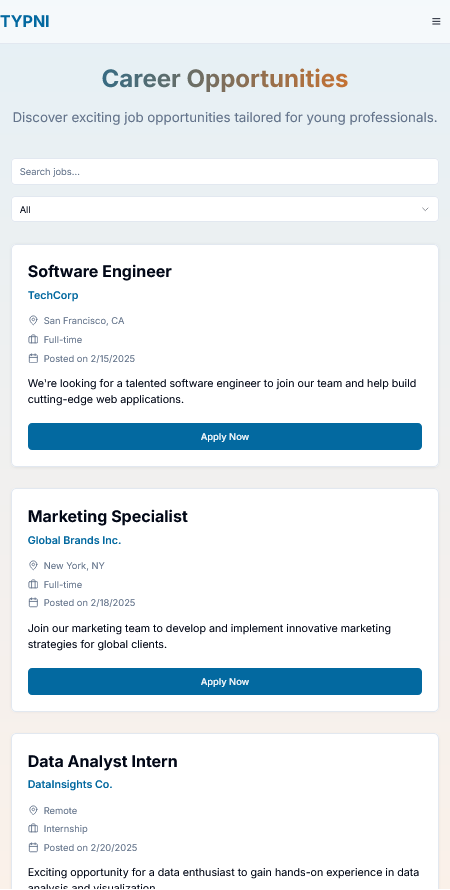 TYPNI
Career Opportunities
Discover exciting job opportunities tailored for young professionals.
Search jobs...
All
Software Engineer
TechCorp
San Francisco, CA
Full-time
Posted on 2/15/2025
We're looking for a talented software engineer to join our team and help build
cutting-edge web applications.
Apply Now
Marketing Specialist
Global Brands Inc.
New York, NY
Full-time
Posted on 2/18/2025
Join our marketing team to develop and implement innovative marketing
strategies for global clients.
Apply Now
Data Analyst Intern
DataInsights Co.
Remote
Internship
Posted on 2/20/2025
Exciting opportunity for a data enthusiast to gain hands-on experience in data
analysis and visualization